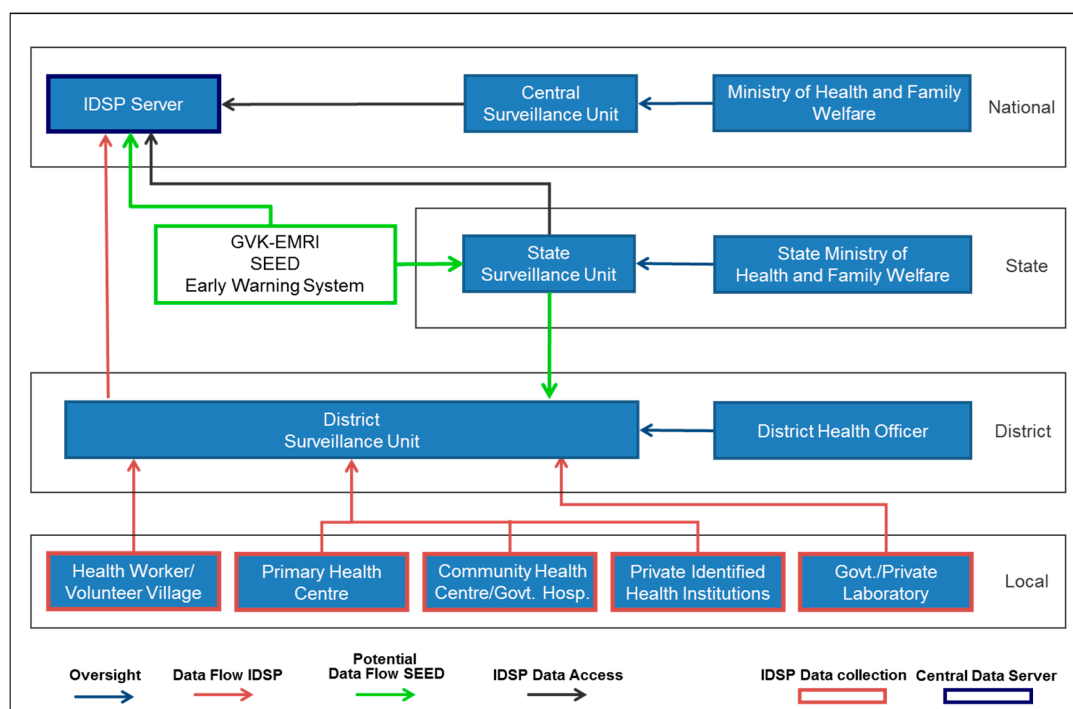 IDSP Server
Central
Surveillance Unit
Ministry of Health and Family
Welfare
National
GVK-EMRI
SEED
Early Warning System
State
Surveillance Unit
State Ministry of
Health and Family Welfare
State
District
Surveillance Unit
District Health Officer
District
Health Worker/
Volunteer Village
Primary Health
Centre
Community Health
Centre/Govt. Hosp.
Private Identified
Health Institutions
Govt./Private
Laboratory
Local
Oversight
Data Flow IDSP
Potential
Data Flow SEED
IDSP Data Access
IDSP Data collection
Central Data Server